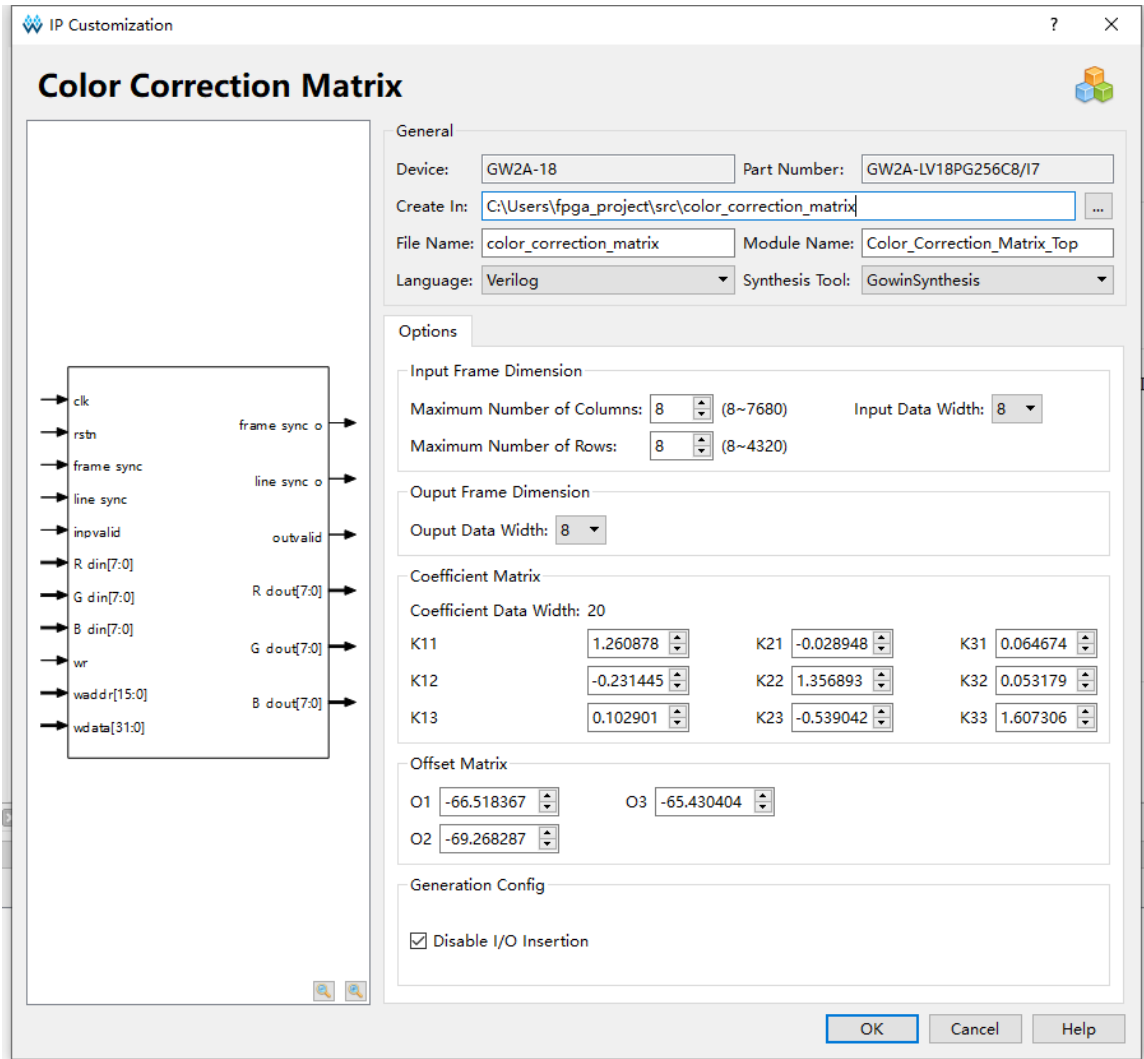 IP Customization
?
Color Correction Matrix
General
Device: GW2A-18 Part Number: GW2A-LV18PG256C8/I7
Create In: C:\Users\fpga_project\src\color_correction_matrix ...
File Name: color_correction_matrix Module Name: Color_Correction_Matrix_Top
Language: Verilog Synthesis Tool: GowinSynthesis
clk
rstn
frame sync
line sync
inpvalid
R din[7:0]
G din[7:0]
B din[7:0]
wr
waddr[15:0]
wdata[31:0]
frame sync o
line sync o
outvalid
R dout[7:0]
G dout[7:0]
B dout[7:0]
Options
Input Frame Dimension
Maximum Number of Columns: 8 (8~7680) Input Data Width: 8
Maximum Number of Rows: 8 (8~4320)
Ouput Frame Dimension
Ouput Data Width: 8
Coefficient Matrix
Coefficient Data Width: 20
K11 1.260878 K21 -0.028948 K31 0.064674
K12 -0.231445 K22 1.356893 K32 0.053179
K13 0.102901 K23 -0.539042 K33 1.607306
Offset Matrix
O1 -66.518367 O3 -65.430404
O2 -69.268287
Generation Config
Disable I/O Insertion
OK Cancel Help